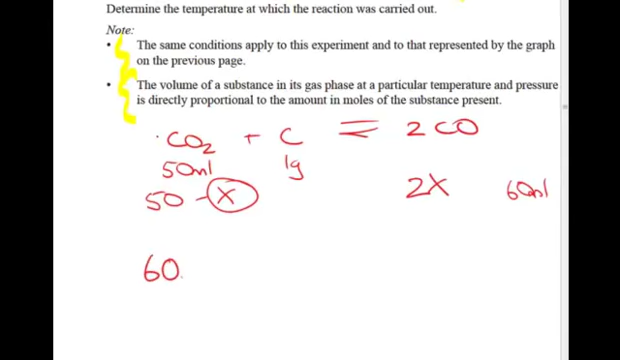 Determine the temperature at which the reaction was carried out.
Note:
• The same conditions apply to this experiment and to that represented by the graph
on the previous page.
• The volume of a substance in its gas phase at a particular temperature and pressure
is directly proportional to the amount in moles of the substance present.
CO2 + C ⇌ 2CO
50ml 1g
50 - X 2X 60ml
60